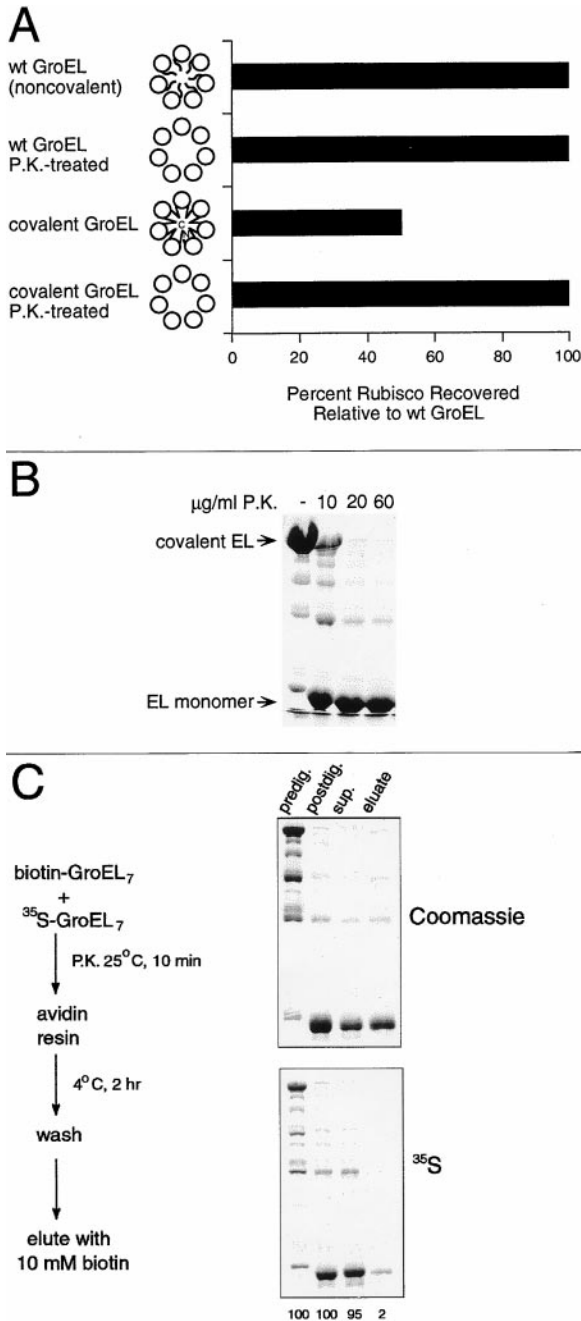 A
wt GroEL
(noncovalent)
wt GroEL
P.K.-treated
covalent GroEL
C
covalent GroEL
P.K.-treated
0 20 40 60 80 100
Percent Rubisco Recovered
Relative to wt GroEL
B
µg/ml P.K. - 10 20 60
covalent EL
EL monomer
C
biotin-GroEL7
+
35S-GroEL7
P.K. 25°C, 10 min
avidin
resin
4°C, 2 hr
wash
elute with
10 mM biotin
predig. postdig. sup. eluate
Coomassie
35S
100 100 95 2